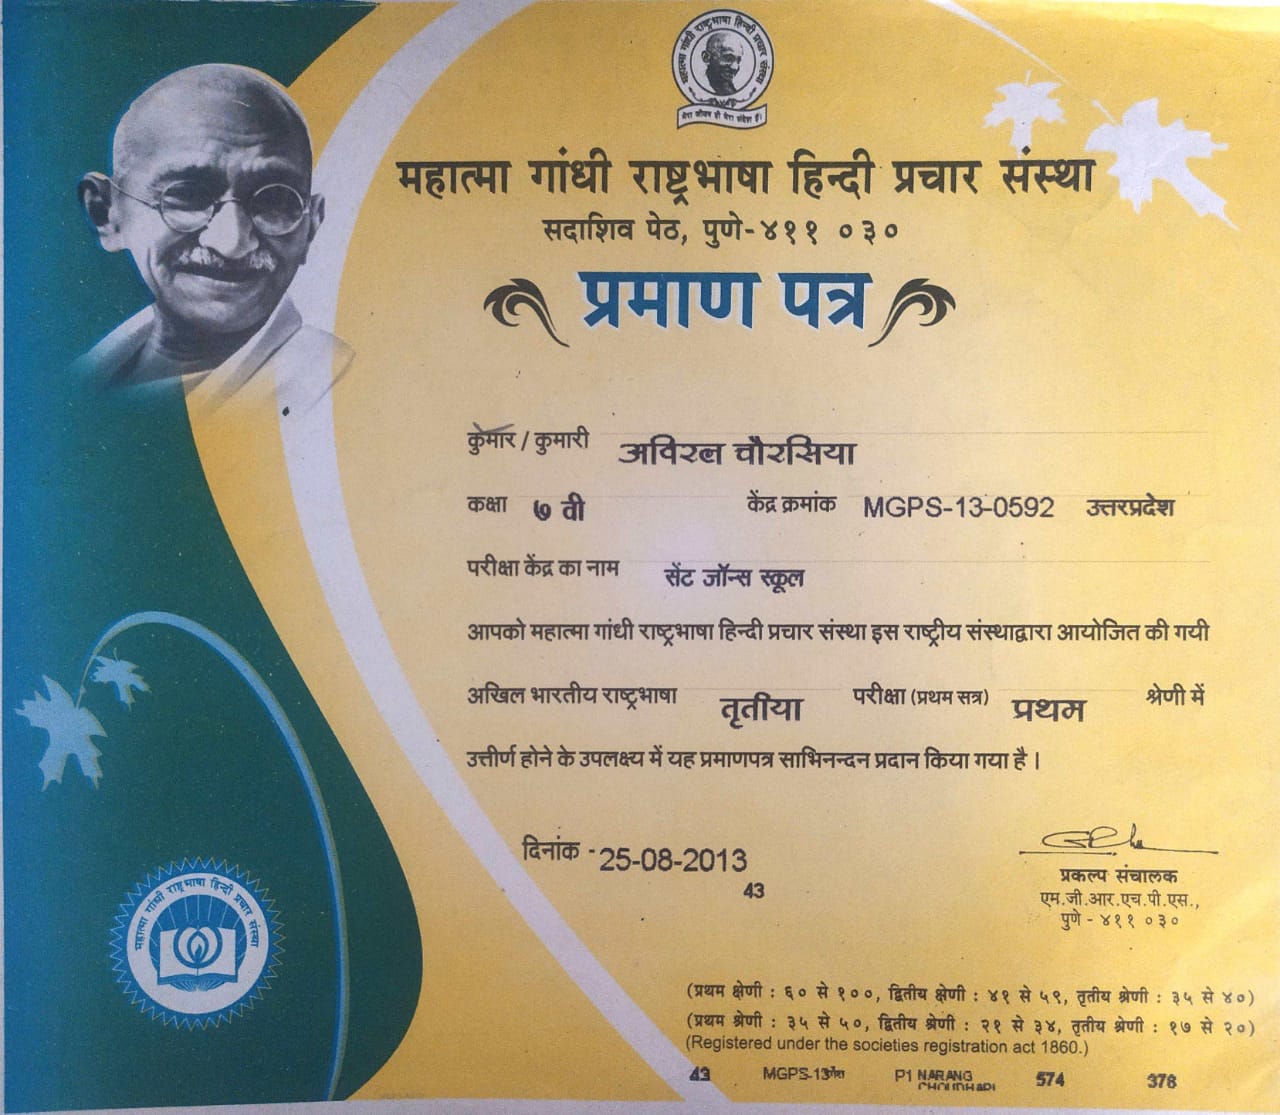 महात्मा गांधी राष्ट्रभाषा हिन्दी प्रचार संस्था
मेरा जीवन ही मेरा संदेश है।
महात्मा गांधी राष्ट्रभाषा हिन्दी प्रचार संस्था
सदाशिव पेठ, पुणे-४११ ०३०
प्रमाण पत्र
कुमार / कुमारी अविरल चौरसिया
कक्षा ७ वी केंद्र क्रमांक MGPS-13-0592 उत्तरप्रदेश
परीक्षा केंद्र का नाम सेंट जॉन्स स्कूल
आपको महात्मा गांधी राष्ट्रभाषा हिन्दी प्रचार संस्था इस राष्ट्रीय संस्थाद्वारा आयोजित की गयी
अखिल भारतीय राष्ट्रभाषा तृतीया परीक्षा (प्रथम सत्र) प्रथम श्रेणी में
उत्तीर्ण होने के उपलक्ष्य में यह प्रमाणपत्र साभिनन्दन प्रदान किया गया है ।
दिनांक - 25-08-2013
43
प्रकल्प संचालक
एम.जी.आर.एच.पी.एस.,
पुणे - ४११ ०३०
महात्मा गांधी राष्ट्रभाषा हिन्दी प्रचार संस्था
(प्रथम क्षेणी : ६० से १००, द्वितीय क्षेणी : ४१ से ५९, तृतीय श्रेणी : ३५ से ४०)
(प्रथम श्रेणी : ३५ से ५०, द्वितीय श्रेणी : २१ से ३४, तृतीय श्रेणी : १७ से २०)
(Registered under the societies registration act 1860.)
43 MGPS-13 P1 NARANG 574 378
CHOUDHARI